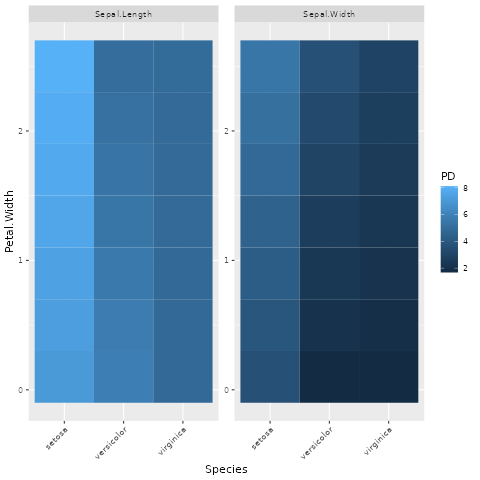 Sepal.Length
Sepal.Width
Petal.Width
2
1
0
2
1
0
setosa
versicolor
virginica
setosa
versicolor
virginica
Species
PD
8
6
4
2